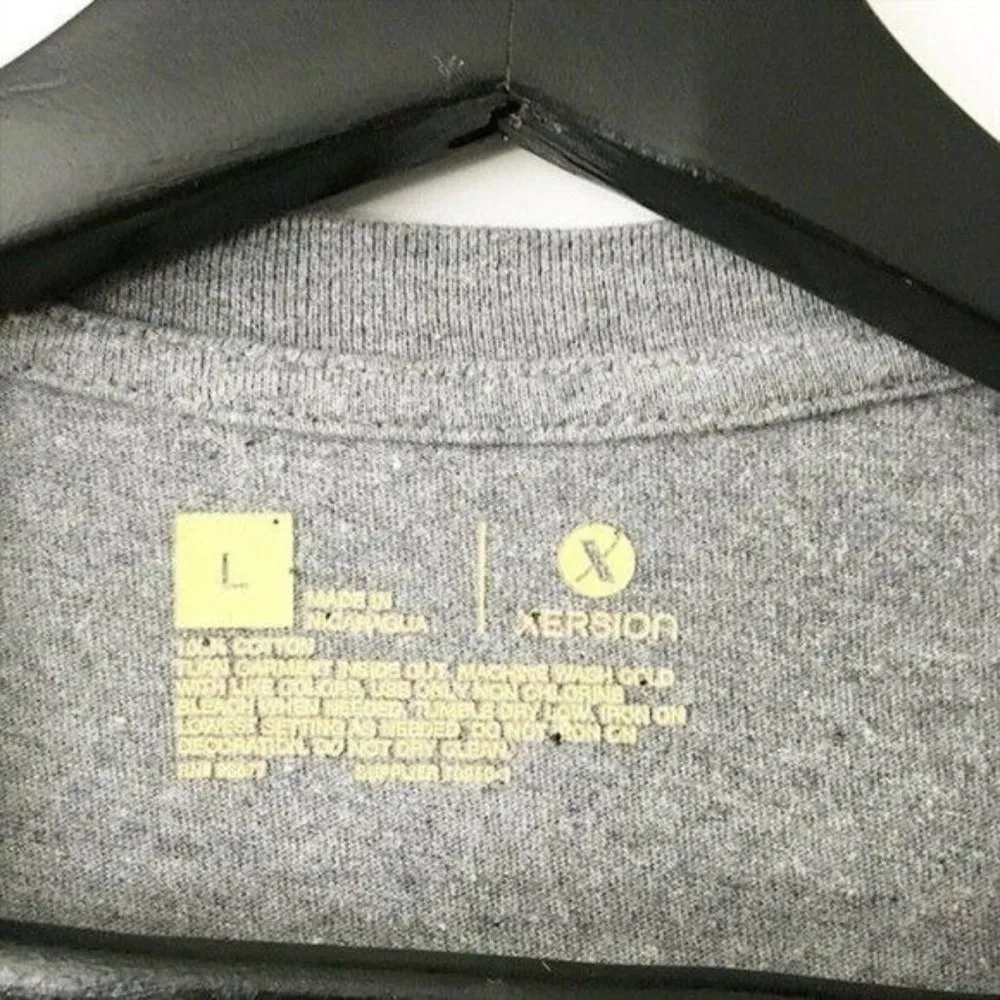 L
MADE IN
NICARAGUA
X
XERSION
100% COTTON
TURN GARMENT INSIDE OUT, MACHINE WASH COLD
WITH LIKE COLORS, USE ONLY NON CHLORINE
BLEACH WHEN NEEDED, TUMBLE DRY LOW, IRON ON
LOWEST SETTING AS NEEDED, DO NOT IRON ON
DECORATION, DO NOT DRY CLEAN
RN#
SUPPLIER